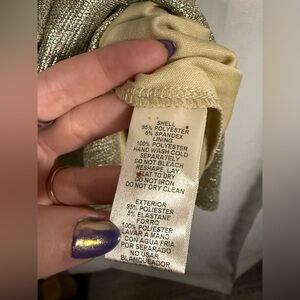 SHELL
95% POLYESTER
5% SPANDEX
LINING
100% POLYESTER
HAND WASH COLD
SEPARATELY
DO NOT BLEACH
RESHAPE, LAY
FLAT TO DRY
DO NOT IRON
DO NOT DRY CLEAN
EXTERIOR
95% POLIESTER
5% ELASTANE
FORRO
100% POLIESTER
LAVAR A MANO
CON AGUA FRIA
POR SEPARADO
NO USAR
BLANQUEADOR